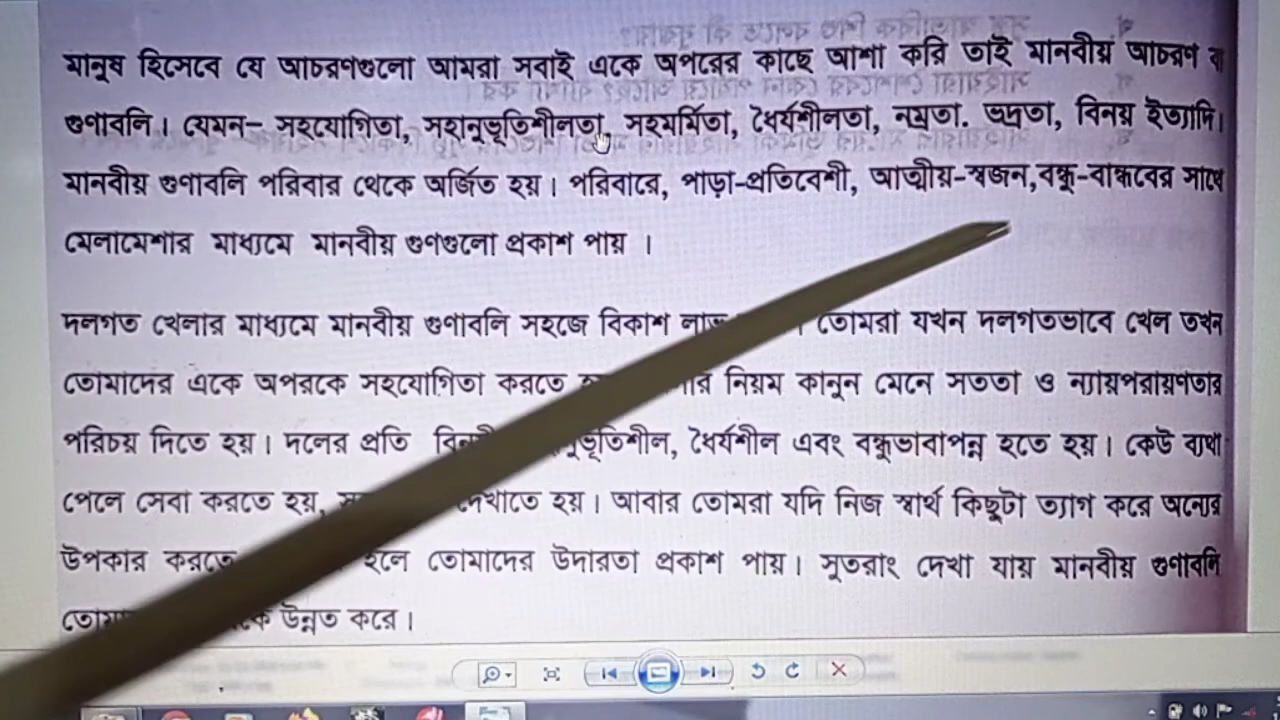 মানুষ হিসেবে যে আচরণগুলো আমরা সবাই একে অপরের কাছে আশা করি তাই মানবীয় আচরণ বা
গুণাবলি। যেমন- সহযোগিতা, সহানুভূতিশীলতা, সহমর্মিতা, ধৈর্যশীলতা, নম্রতা. ভদ্রতা, বিনয় ইত্যাদি।
মানবীয় গুণাবলি পরিবার থেকে অর্জিত হয়। পরিবারে, পাড়া-প্রতিবেশী, আত্মীয়-স্বজন,বন্ধু-বান্ধবের সাথে
মেলামেশার মাধ্যমে মানবীয় গুণগুলো প্রকাশ পায় ।
দলগত খেলার মাধ্যমে মানবীয় গুণাবলি সহজে বিকাশ লাভ তোমরা যখন দলগতভাবে খেল তখন
তোমাদের একে অপরকে সহযোগিতা করতে নিয়ম কানুন মেনে সততা ও ন্যায়পরায়ণতার
পরিচয় দিতে হয়। দলের প্রতি ধৈর্যশীল এবং বন্ধুভাবাপন্ন হতে হয়। কেউ ব্যথা
পেলে সেবা করতে হয়, দেখাতে হয়। আবার তোমরা যদি নিজ স্বার্থ কিছুটা ত্যাগ করে অন্যের
উপকার করতে হলে তোমাদের উদারতা প্রকাশ পায়। সুতরাং দেখা যায় মানবীয় গুণাবলি
উন্নত করে।